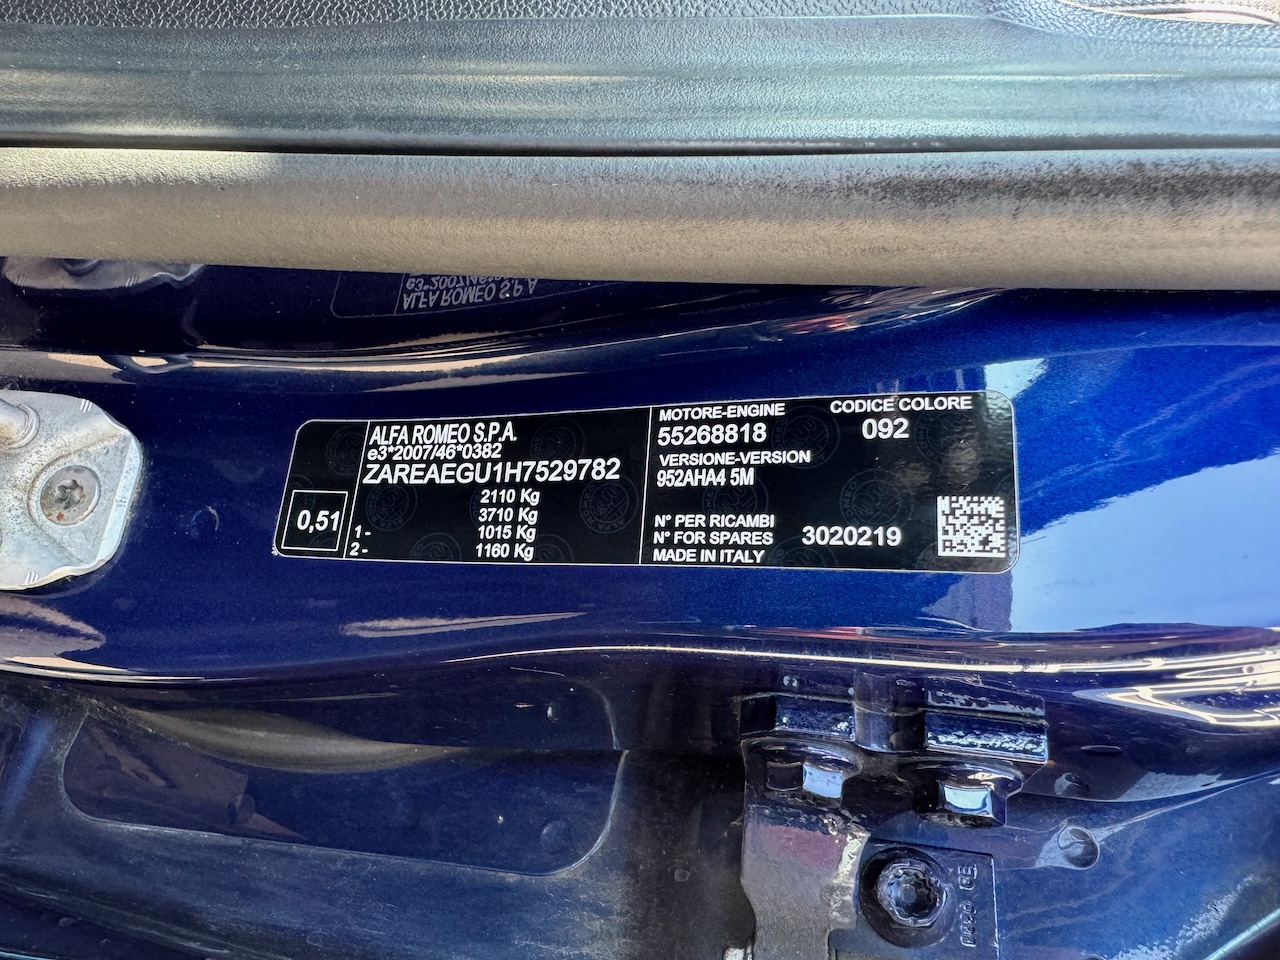 ALFA ROMEO S.P.A.
e3*2007/46*0382
ZAREAEGU1H7529782
2110 Kg
3710 Kg
1- 1015 Kg
2- 1160 Kg
0,51
MOTORE-ENGINE
55268818
CODICE COLORE
092
VERSIONE-VERSION
952AHA4 5M
N° PER RICAMBI
N° FOR SPARES
3020219
MADE IN ITALY